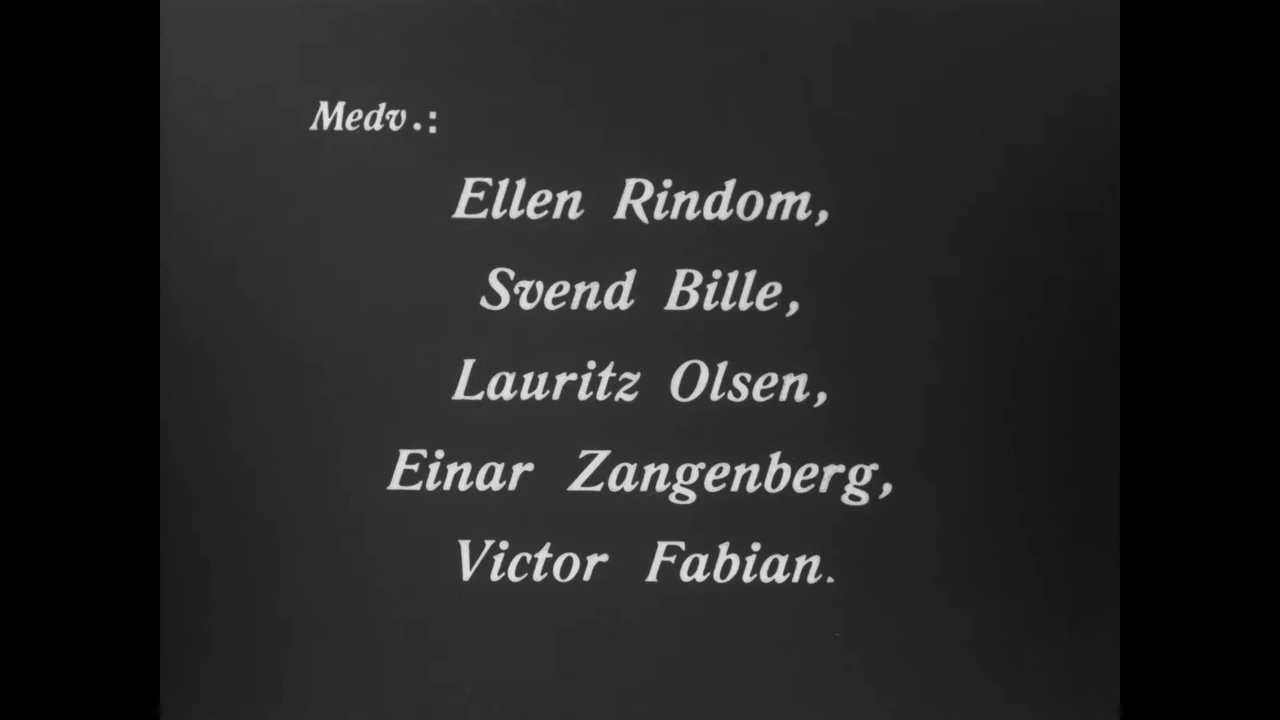 Medv.:
Ellen Rindom,
Svend Bille,
Lauritz Olsen,
Einar Zangenberg,
Victor Fabian.